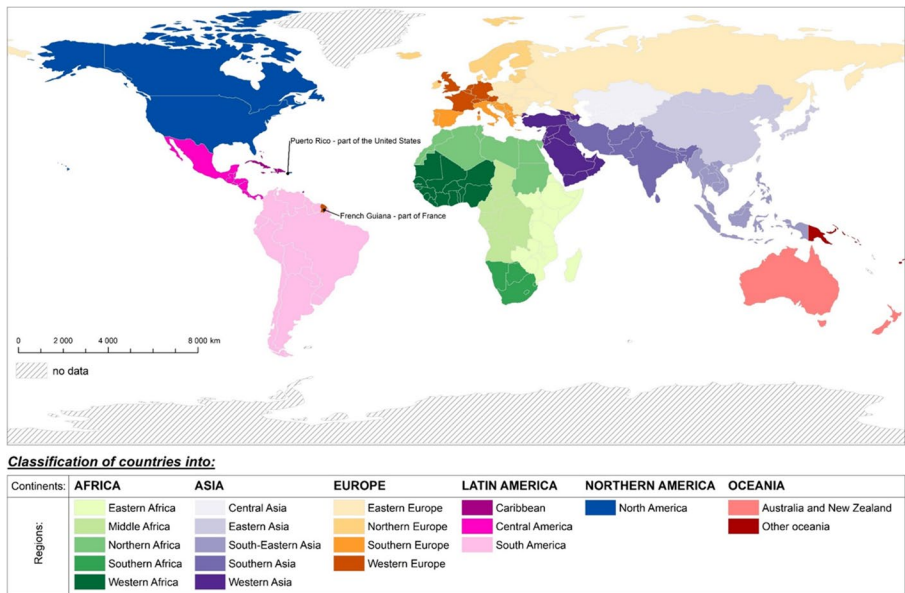 Puerto Rico - part of the United States
French Guiana - part of France
0 2 000 4 000 8 000 km
no data
Classification of countries into:
Continents: AFRICA ASIA EUROPE LATIN AMERICA NORTHERN AMERICA OCEANIA
Regions:
Eastern Africa Central Asia Eastern Europe Caribbean North America Australia and New Zealand
Middle Africa Eastern Asia Northern Europe Central America Other oceania
Northern Africa South-Eastern Asia Southern Europe South America
Southern Africa Southern Asia Western Europe
Western Africa Western Asia